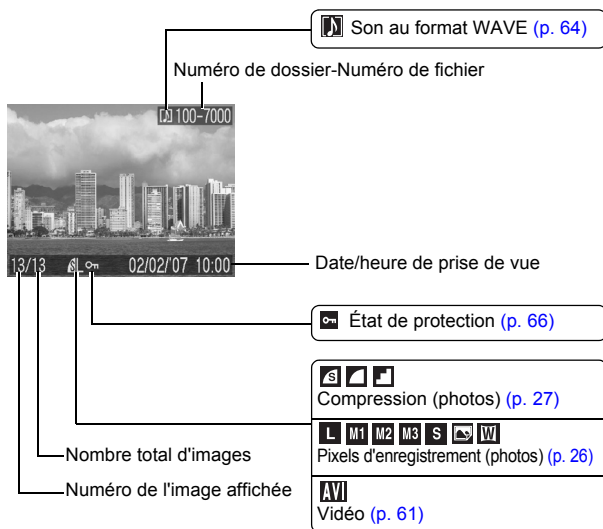 Son au format WAVE (p. 64)
Numéro de dossier-Numéro de fichier
100-7000
13/13 L 02/02/'07 10:00
Date/heure de prise de vue
État de protection (p. 66)
S
Compression (photos) (p. 27)
L M1 M2 M3 S W
Pixels d'enregistrement (photos) (p. 26)
Nombre total d'images
AVI
Numéro de l'image affichée
Vidéo (p. 61)